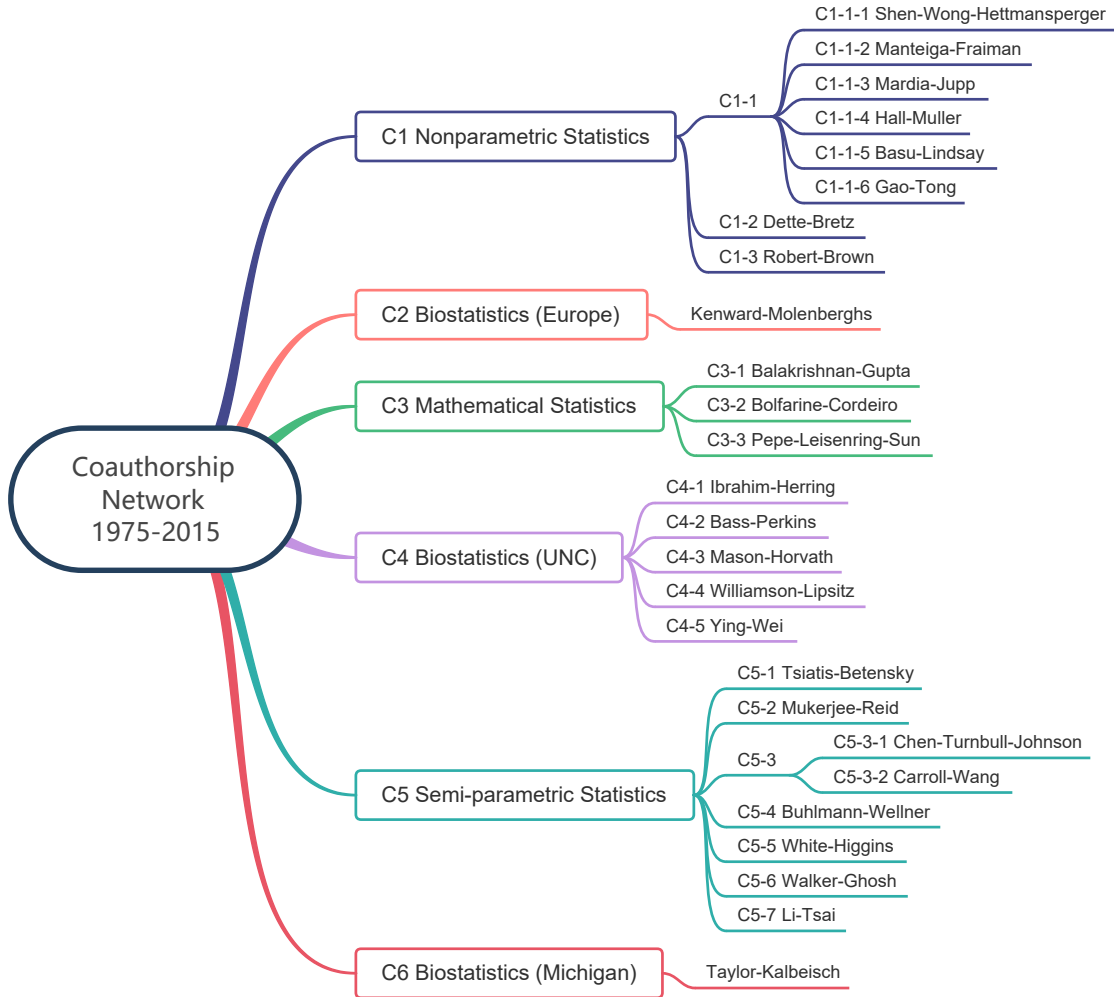 Coauthorship
Network
1975-2015
C1 Nonparametric Statistics
C1-1
C1-1-1 Shen-Wong-Hettmansperger
C1-1-2 Manteiga-Fraiman
C1-1-3 Mardia-Jupp
C1-1-4 Hall-Muller
C1-1-5 Basu-Lindsay
C1-1-6 Gao-Tong
C1-2 Dette-Bretz
C1-3 Robert-Brown
C2 Biostatistics (Europe)
Kenward-Molenberghs
C3 Mathematical Statistics
C3-1 Balakrishnan-Gupta
C3-2 Bolfarine-Cordeiro
C3-3 Pepe-Leisenring-Sun
C4 Biostatistics (UNC)
C4-1 Ibrahim-Herring
C4-2 Bass-Perkins
C4-3 Mason-Horvath
C4-4 Williamson-Lipsitz
C4-5 Ying-Wei
C5 Semi-parametric Statistics
C5-1 Tsiatis-Betensky
C5-2 Mukerjee-Reid
C5-3
C5-3-1 Chen-Turnbull-Johnson
C5-3-2 Carroll-Wang
C5-4 Buhlmann-Wellner
C5-5 White-Higgins
C5-6 Walker-Ghosh
C5-7 Li-Tsai
C6 Biostatistics (Michigan)
Taylor-Kalbeisch